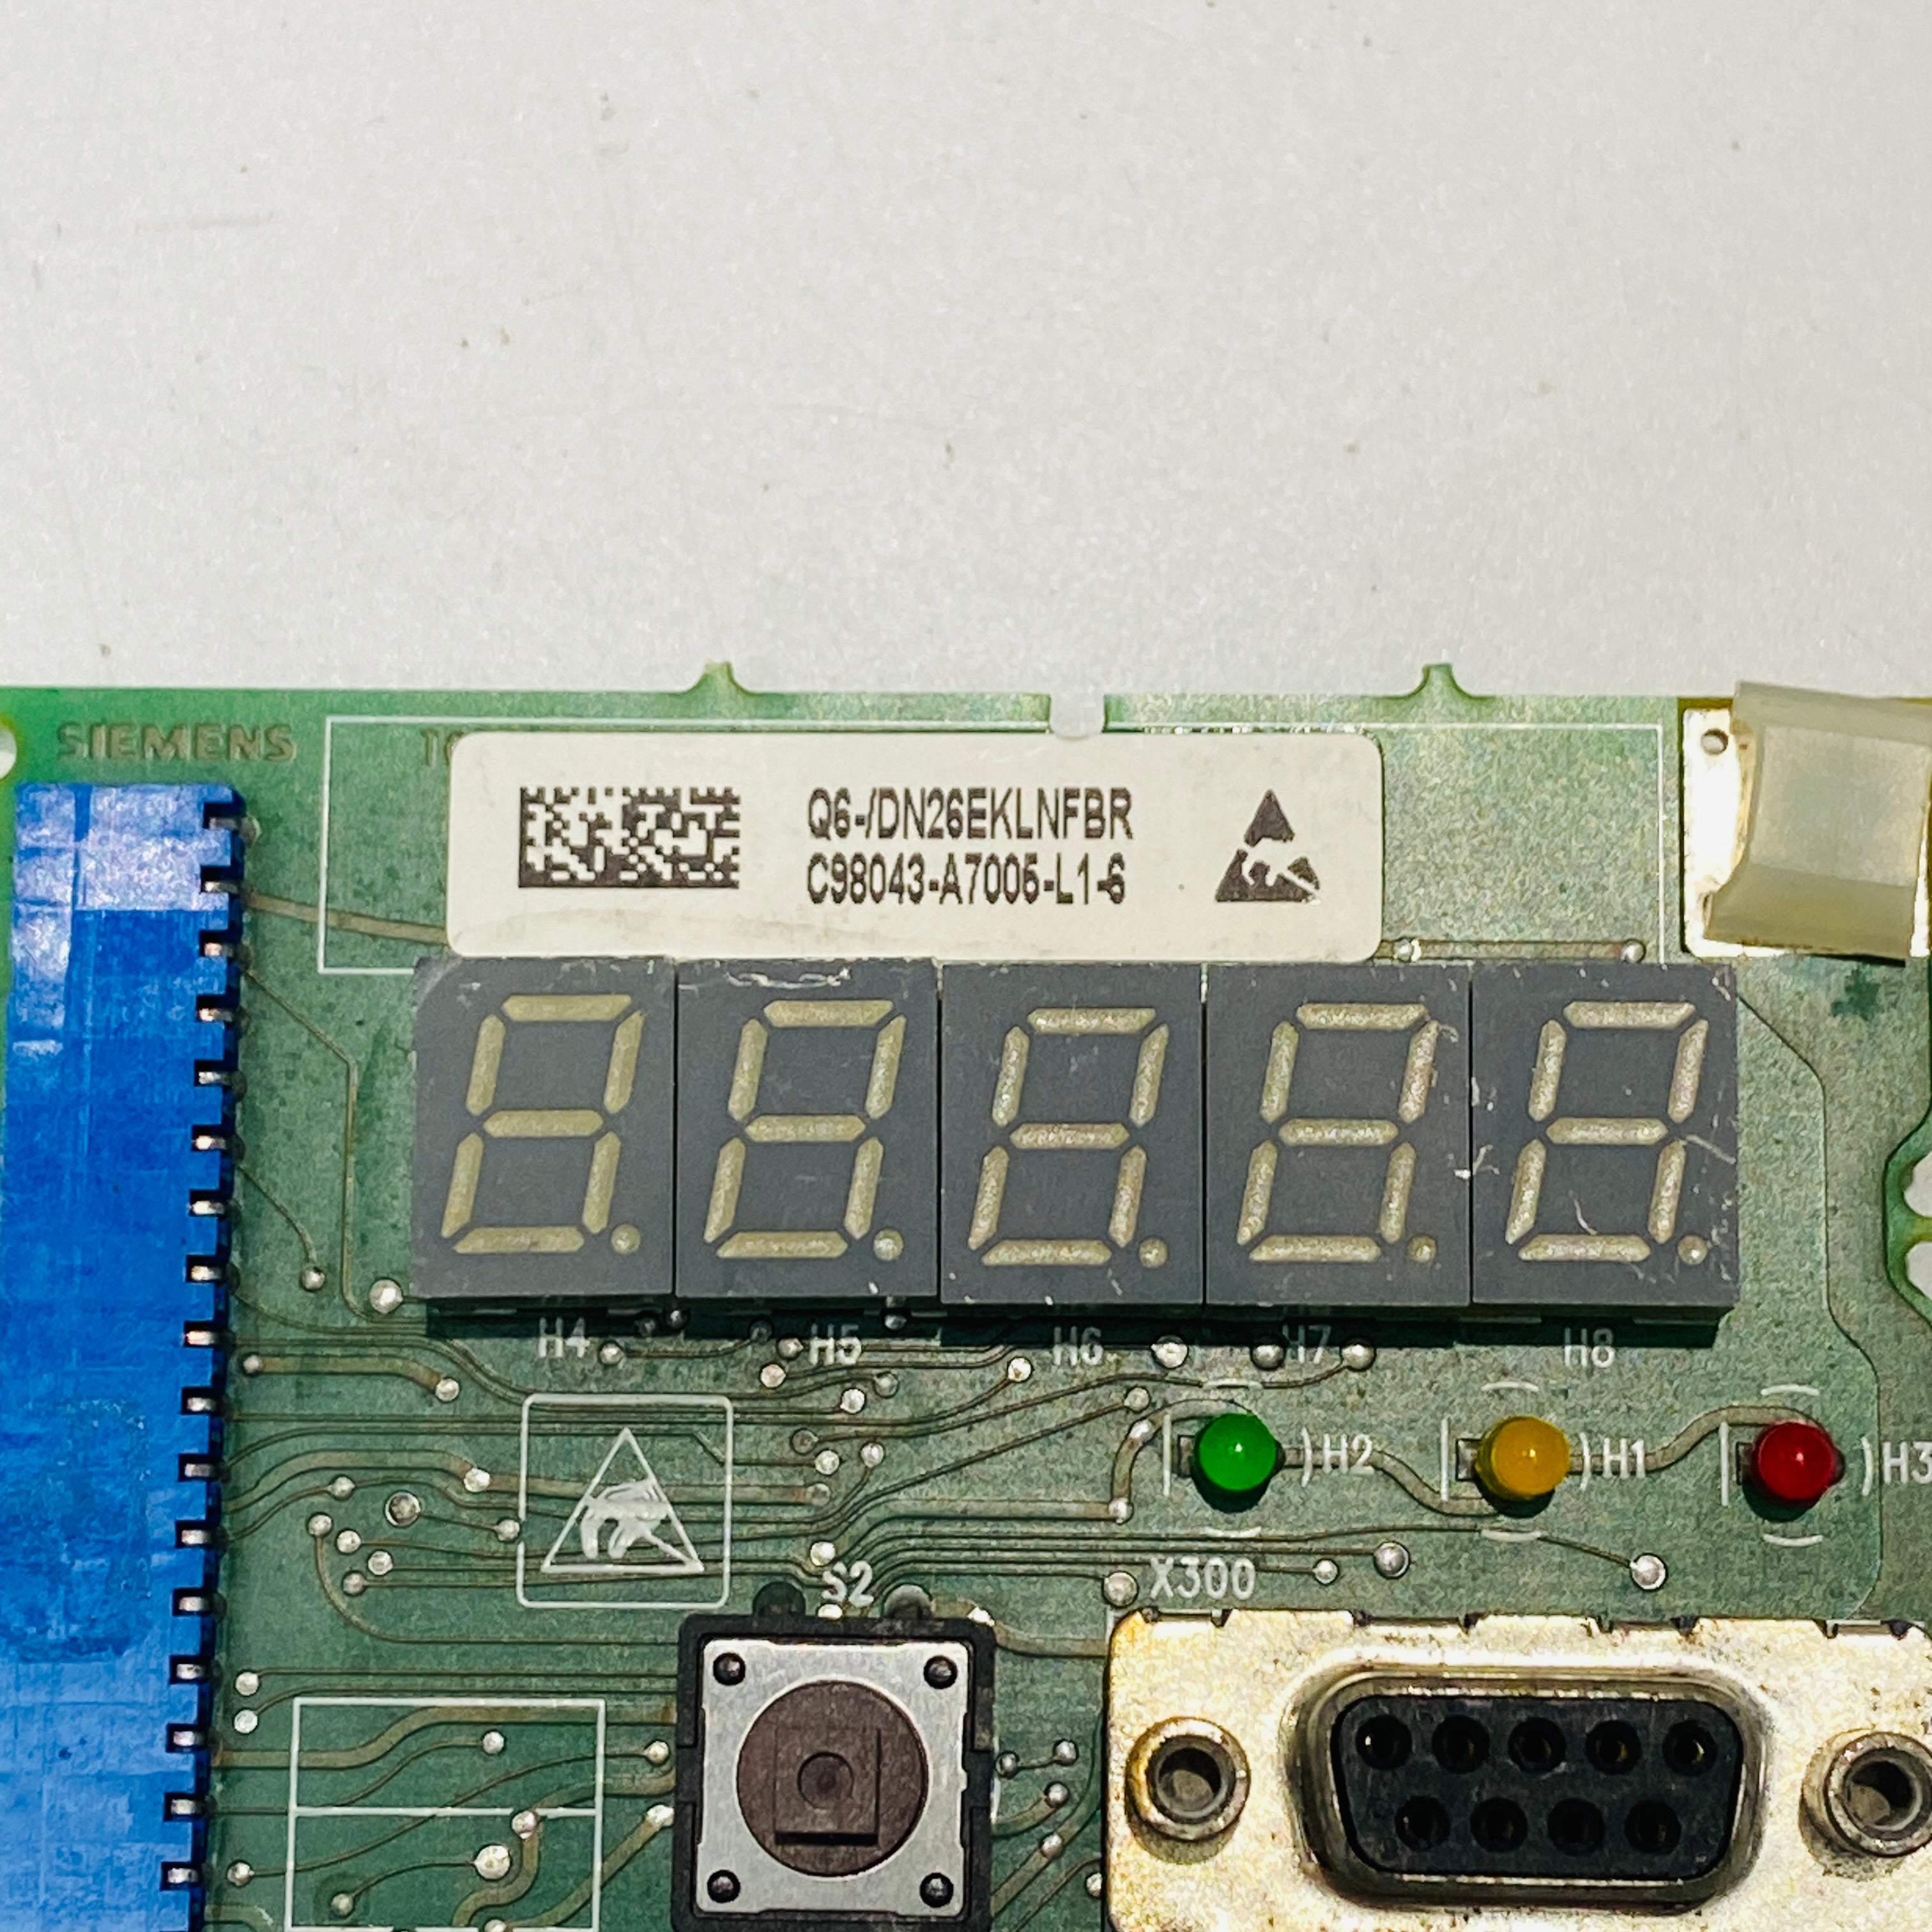 SIEMENS
Q6-/DN26EKLNFBR
C98043-A7005-L1-6
H4 H5 H6 H7 H8
H2 H1 H3
S2 X300